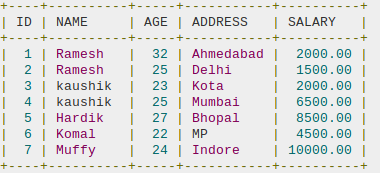 +----+----------+-----+-----------+----------+
| ID | NAME     | AGE | ADDRESS   | SALARY   |
+----+----------+-----+-----------+----------+
|  1 | Ramesh   |  32 | Ahmedabad |  2000.00 |
|  2 | Ramesh   |  25 | Delhi     |  1500.00 |
|  3 | kaushik  |  23 | Kota      |  2000.00 |
|  4 | kaushik  |  25 | Mumbai    |  6500.00 |
|  5 | Hardik   |  27 | Bhopal    |  8500.00 |
|  6 | Komal    |  22 | MP        |  4500.00 |
|  7 | Muffy    |  24 | Indore    | 10000.00 |
+----+----------+-----+-----------+----------+